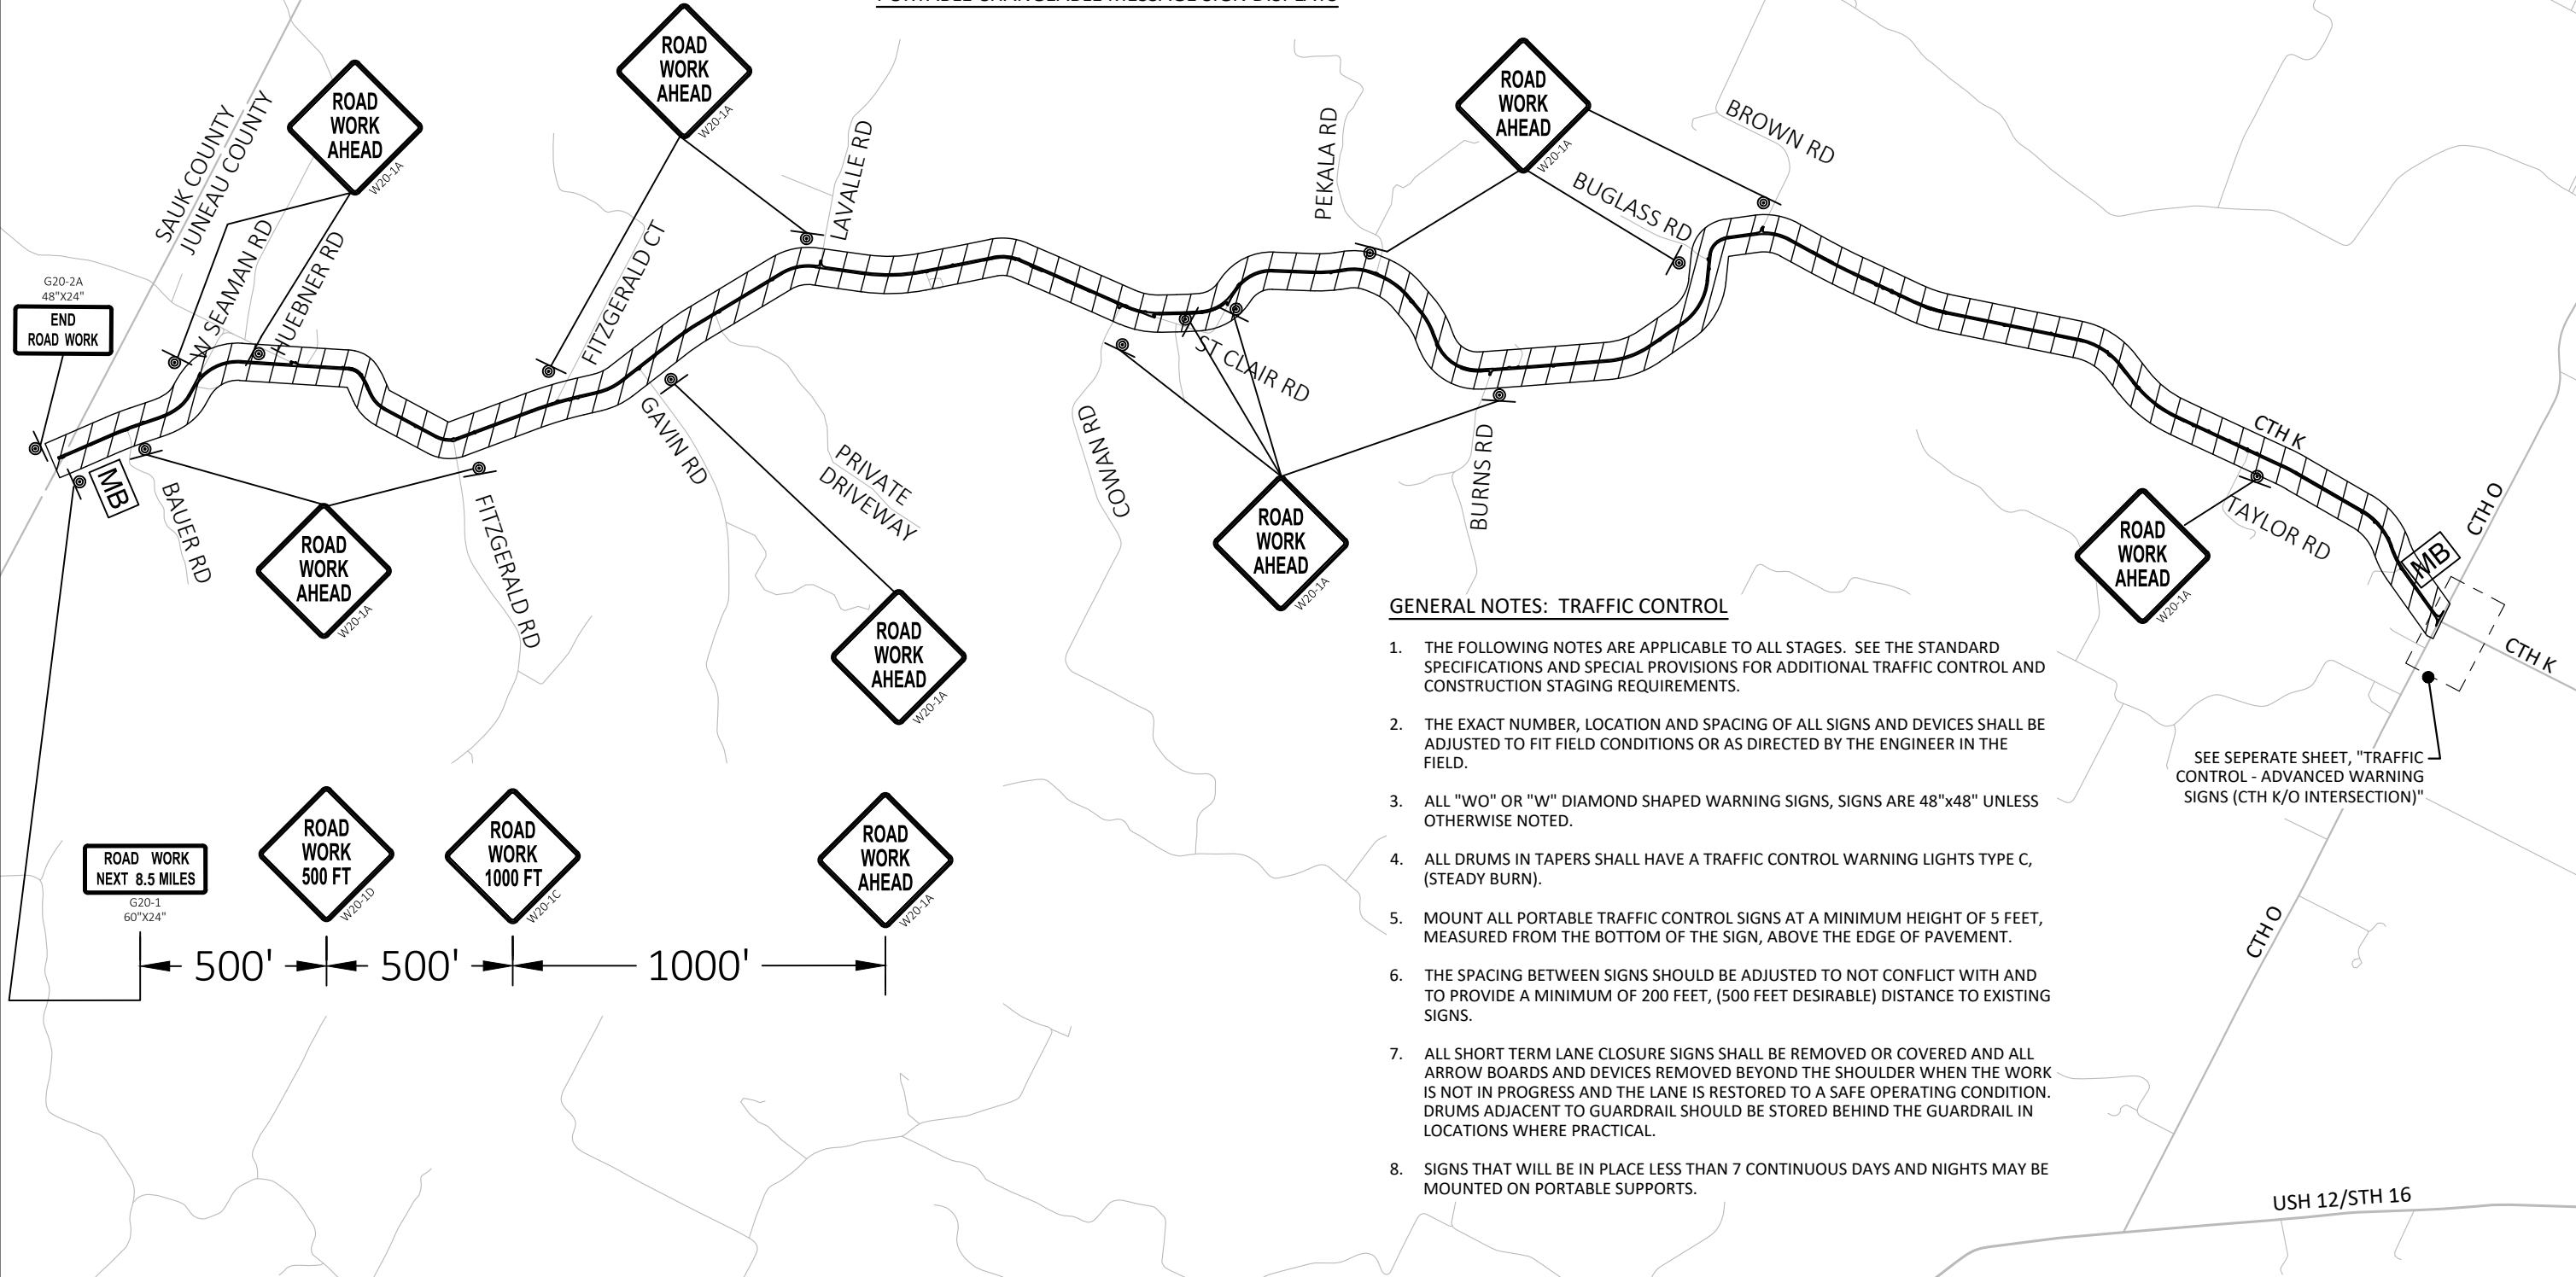 PORTABLE CHANGEABLE MESSAGE SIGN DISPLAYS
ROAD
WORK
AHEAD
W20-1A
ROAD
WORK
AHEAD
W20-1A
ROAD
WORK
AHEAD
W20-1A
SAUK COUNTY
JUNEAU COUNTY
W SEAMAN RD
HUEBNER RD
FITZGERALD CT
LAVALLE RD
PEKALA RD
BUGLASS RD
BROWN RD
G20-2A
48"X24"
END
ROAD WORK
MB
BAUER RD
FITZGERALD RD
GAVIN RD
PRIVATE
DRIVEWAY
COWAN RD
ST CLAIR RD
BURNS RD
CTH K
TAYLOR RD
MB
CTH O
CTH K
ROAD
WORK
AHEAD
W20-1A
ROAD
WORK
AHEAD
W20-1A
ROAD
WORK
AHEAD
W20-1A
ROAD
WORK
AHEAD
W20-1A
SEE SEPERATE SHEET, "TRAFFIC
CONTROL - ADVANCED WARNING
SIGNS (CTH K/O INTERSECTION)"
ROAD WORK
NEXT 8.5 MILES
G20-1
60"X24"
ROAD
WORK
500 FT
W20-1D
ROAD
WORK
1000 FT
W20-1C
ROAD
WORK
AHEAD
W20-1A
500'
500'
1000'
GENERAL NOTES: TRAFFIC CONTROL
1. THE FOLLOWING NOTES ARE APPLICABLE TO ALL STAGES. SEE THE STANDARD
SPECIFICATIONS AND SPECIAL PROVISIONS FOR ADDITIONAL TRAFFIC CONTROL AND
CONSTRUCTION STAGING REQUIREMENTS.
2. THE EXACT NUMBER, LOCATION AND SPACING OF ALL SIGNS AND DEVICES SHALL BE
ADJUSTED TO FIT FIELD CONDITIONS OR AS DIRECTED BY THE ENGINEER IN THE
FIELD.
3. ALL "WO" OR "W" DIAMOND SHAPED WARNING SIGNS, SIGNS ARE 48"x48" UNLESS
OTHERWISE NOTED.
4. ALL DRUMS IN TAPERS SHALL HAVE A TRAFFIC CONTROL WARNING LIGHTS TYPE C,
(STEADY BURN).
5. MOUNT ALL PORTABLE TRAFFIC CONTROL SIGNS AT A MINIMUM HEIGHT OF 5 FEET,
MEASURED FROM THE BOTTOM OF THE SIGN, ABOVE THE EDGE OF PAVEMENT.
6. THE SPACING BETWEEN SIGNS SHOULD BE ADJUSTED TO NOT CONFLICT WITH AND
TO PROVIDE A MINIMUM OF 200 FEET, (500 FEET DESIRABLE) DISTANCE TO EXISTING
SIGNS.
7. ALL SHORT TERM LANE CLOSURE SIGNS SHALL BE REMOVED OR COVERED AND ALL
ARROW BOARDS AND DEVICES REMOVED BEYOND THE SHOULDER WHEN THE WORK
IS NOT IN PROGRESS AND THE LANE IS RESTORED TO A SAFE OPERATING CONDITION.
DRUMS ADJACENT TO GUARDRAIL SHOULD BE STORED BEHIND THE GUARDRAIL IN
LOCATIONS WHERE PRACTICAL.
8. SIGNS THAT WILL BE IN PLACE LESS THAN 7 CONTINUOUS DAYS AND NIGHTS MAY BE
MOUNTED ON PORTABLE SUPPORTS.
CTH O
USH 12/STH 16